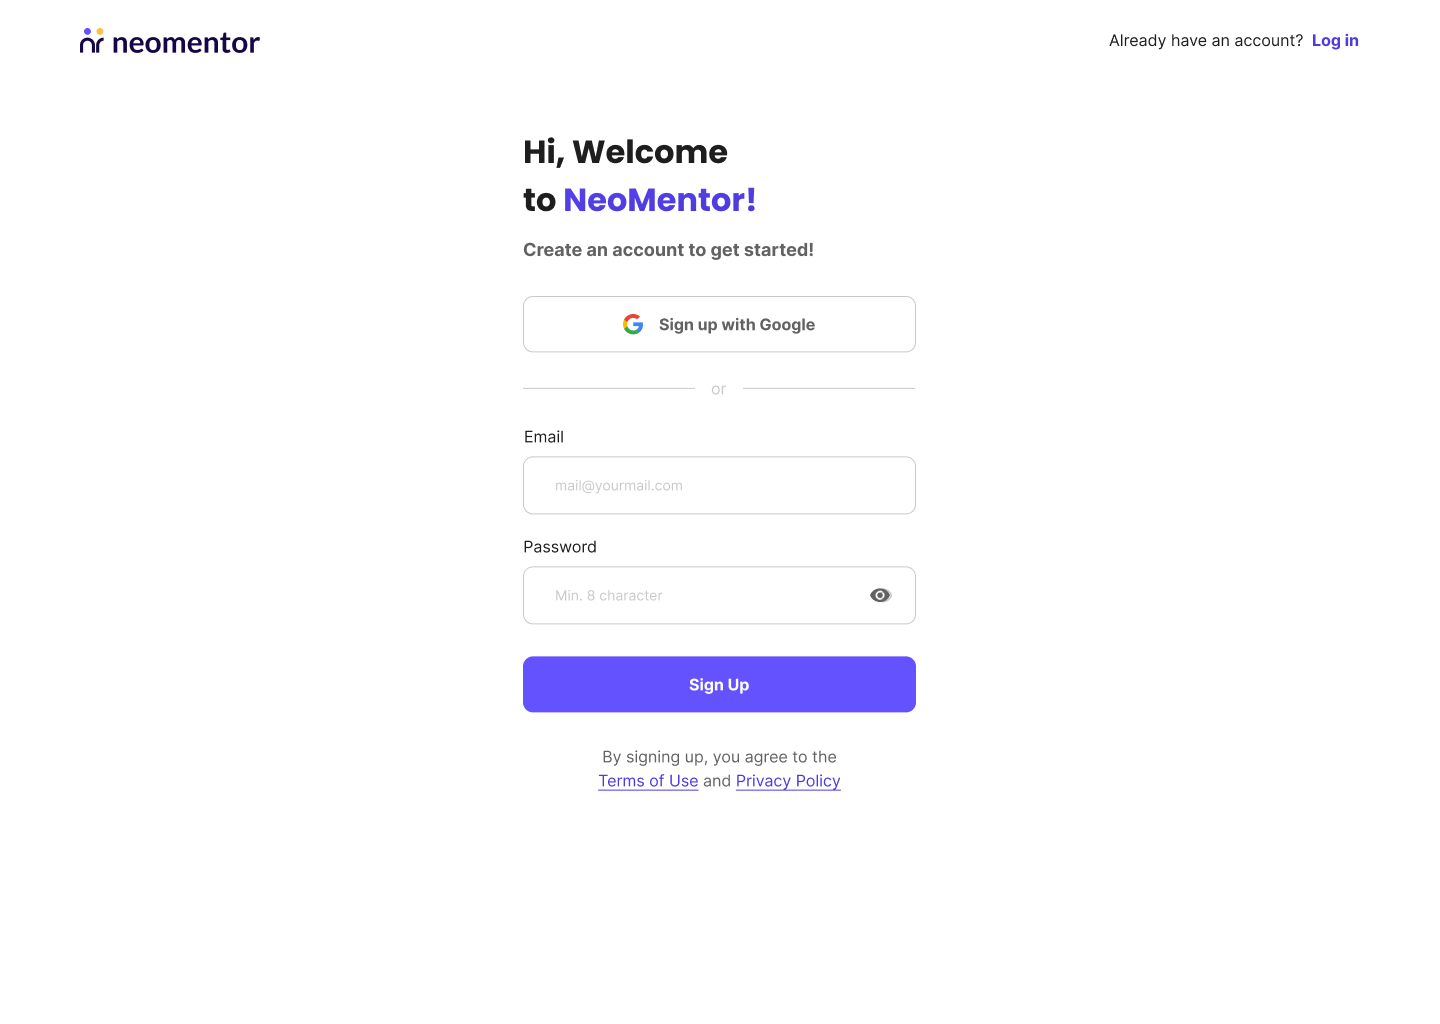 neomentor
Already have an account? Log in
Hi, Welcome
to NeoMentor!
Create an account to get started!
Sign up with Google
or
Email
mail@yourmail.com
Password
Min. 8 character
Sign Up
By signing up, you agree to the
Terms of Use and Privacy Policy